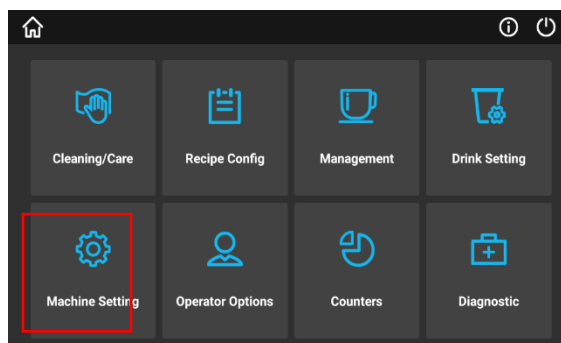 Cleaning/Care Recipe Config Management Drink Setting
Machine Setting Operator Options Counters Diagnostic